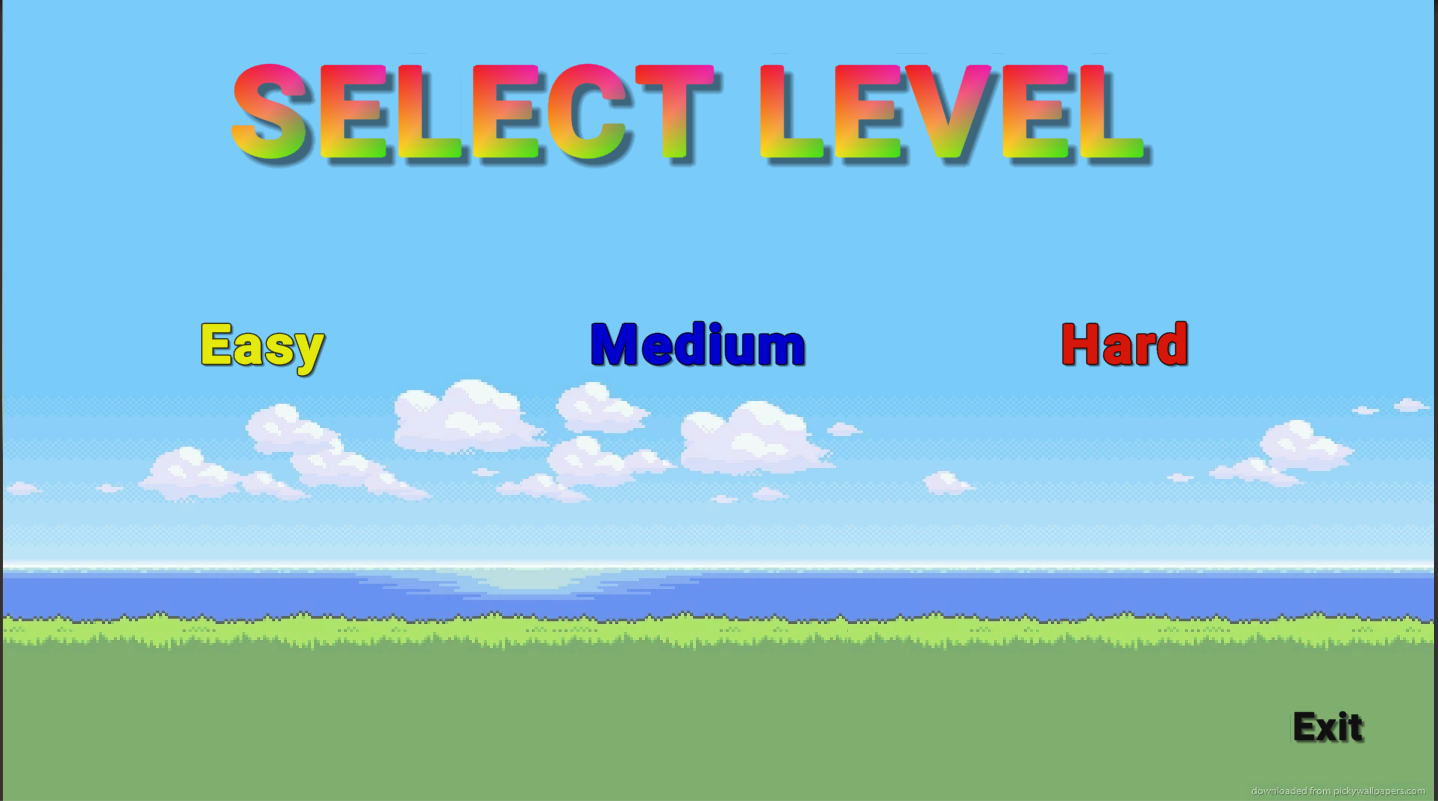 SELECT LEVEL
Easy Medium Hard
Exit
downloaded from pickywallpapers.com